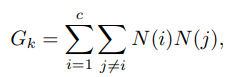 $G_k = \sum_{i=1}^{c} \sum_{j \neq i} N(i)N(j),$